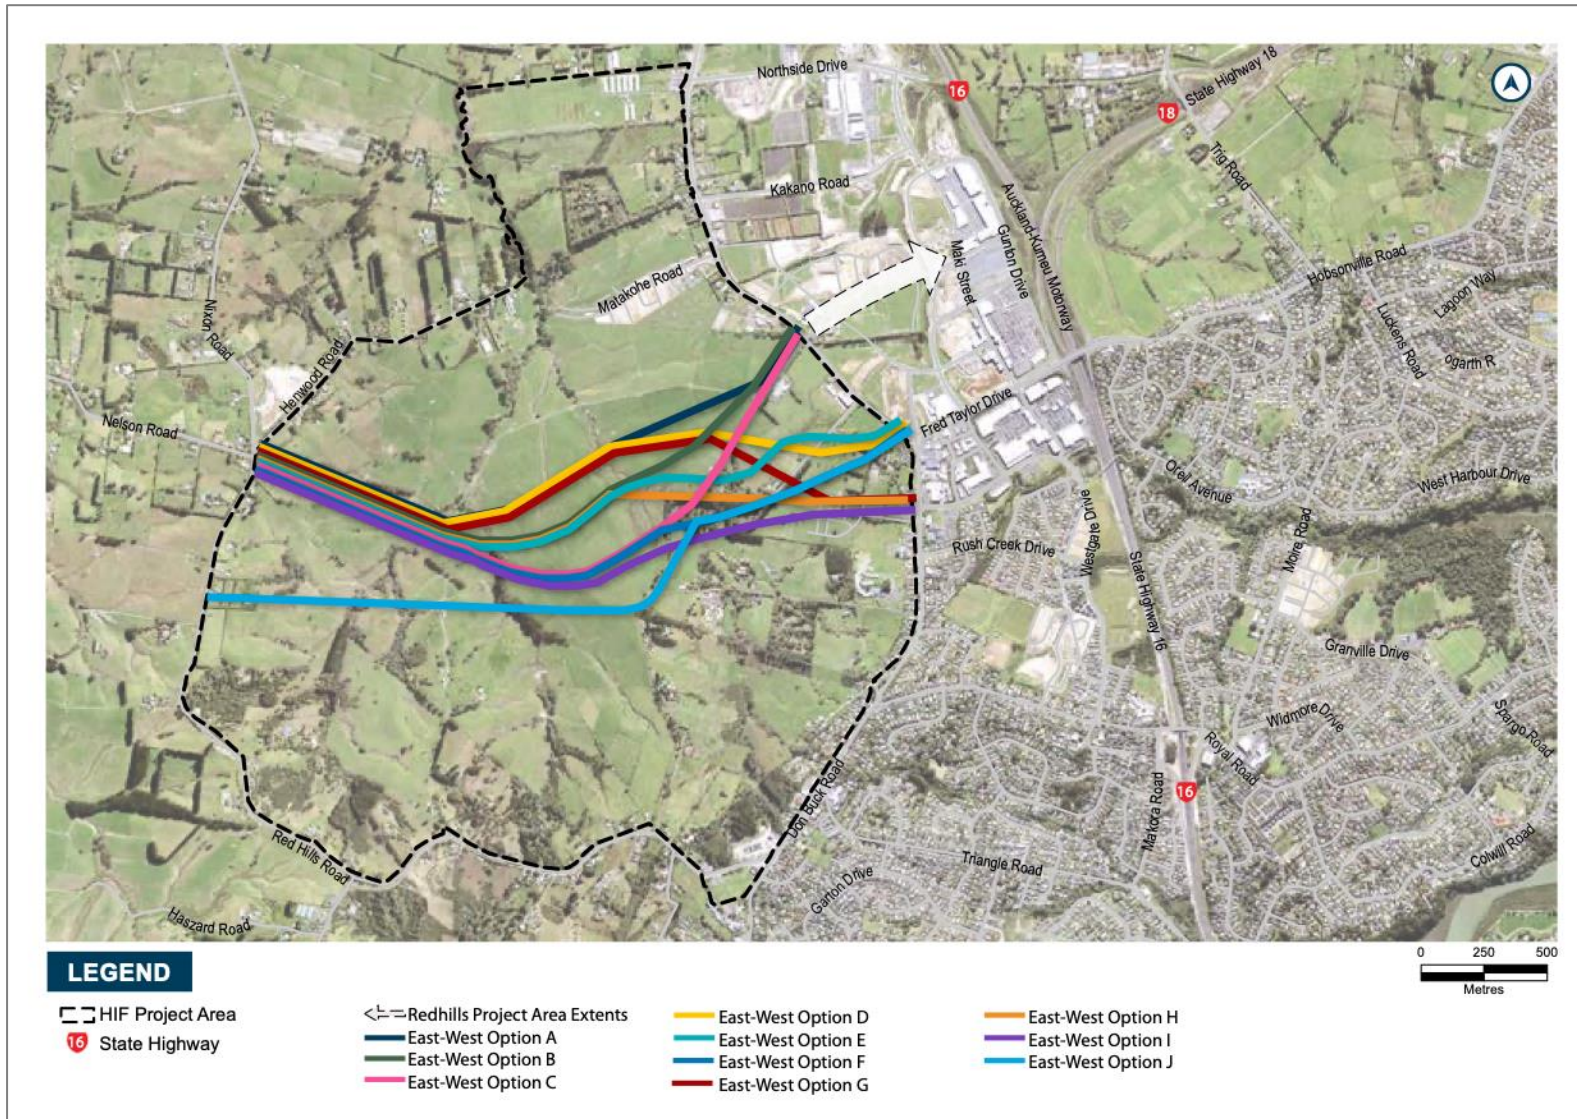 Northside Drive
16
18
State Highway 18
Trig Road
Kakano Road
Auckland-Kumeu Motorway
Gunton Drive
Maki Street
Hobsonville Road
Matakohe Road
Lagoon Way
Luckens Road
ogarth R
Nixon Road
Henwood Road
Nelson Road
Fred Taylor Drive
Oreil Avenue
West Harbour Drive
Westgate Drive
Moire Road
Rush Creek Drive
State Highway 16
Granville Drive
Widmore Drive
Spargo Road
Royal Road
Don Buck Road
Makora Road
16
Red Hills Road
Triangle Road
Colwill Road
Garton Drive
Haszard Road
0 250 500
Metres
LEGEND
HIF Project Area
16 State Highway
Redhills Project Area Extents
East-West Option A
East-West Option B
East-West Option C
East-West Option D
East-West Option E
East-West Option F
East-West Option G
East-West Option H
East-West Option I
East-West Option J